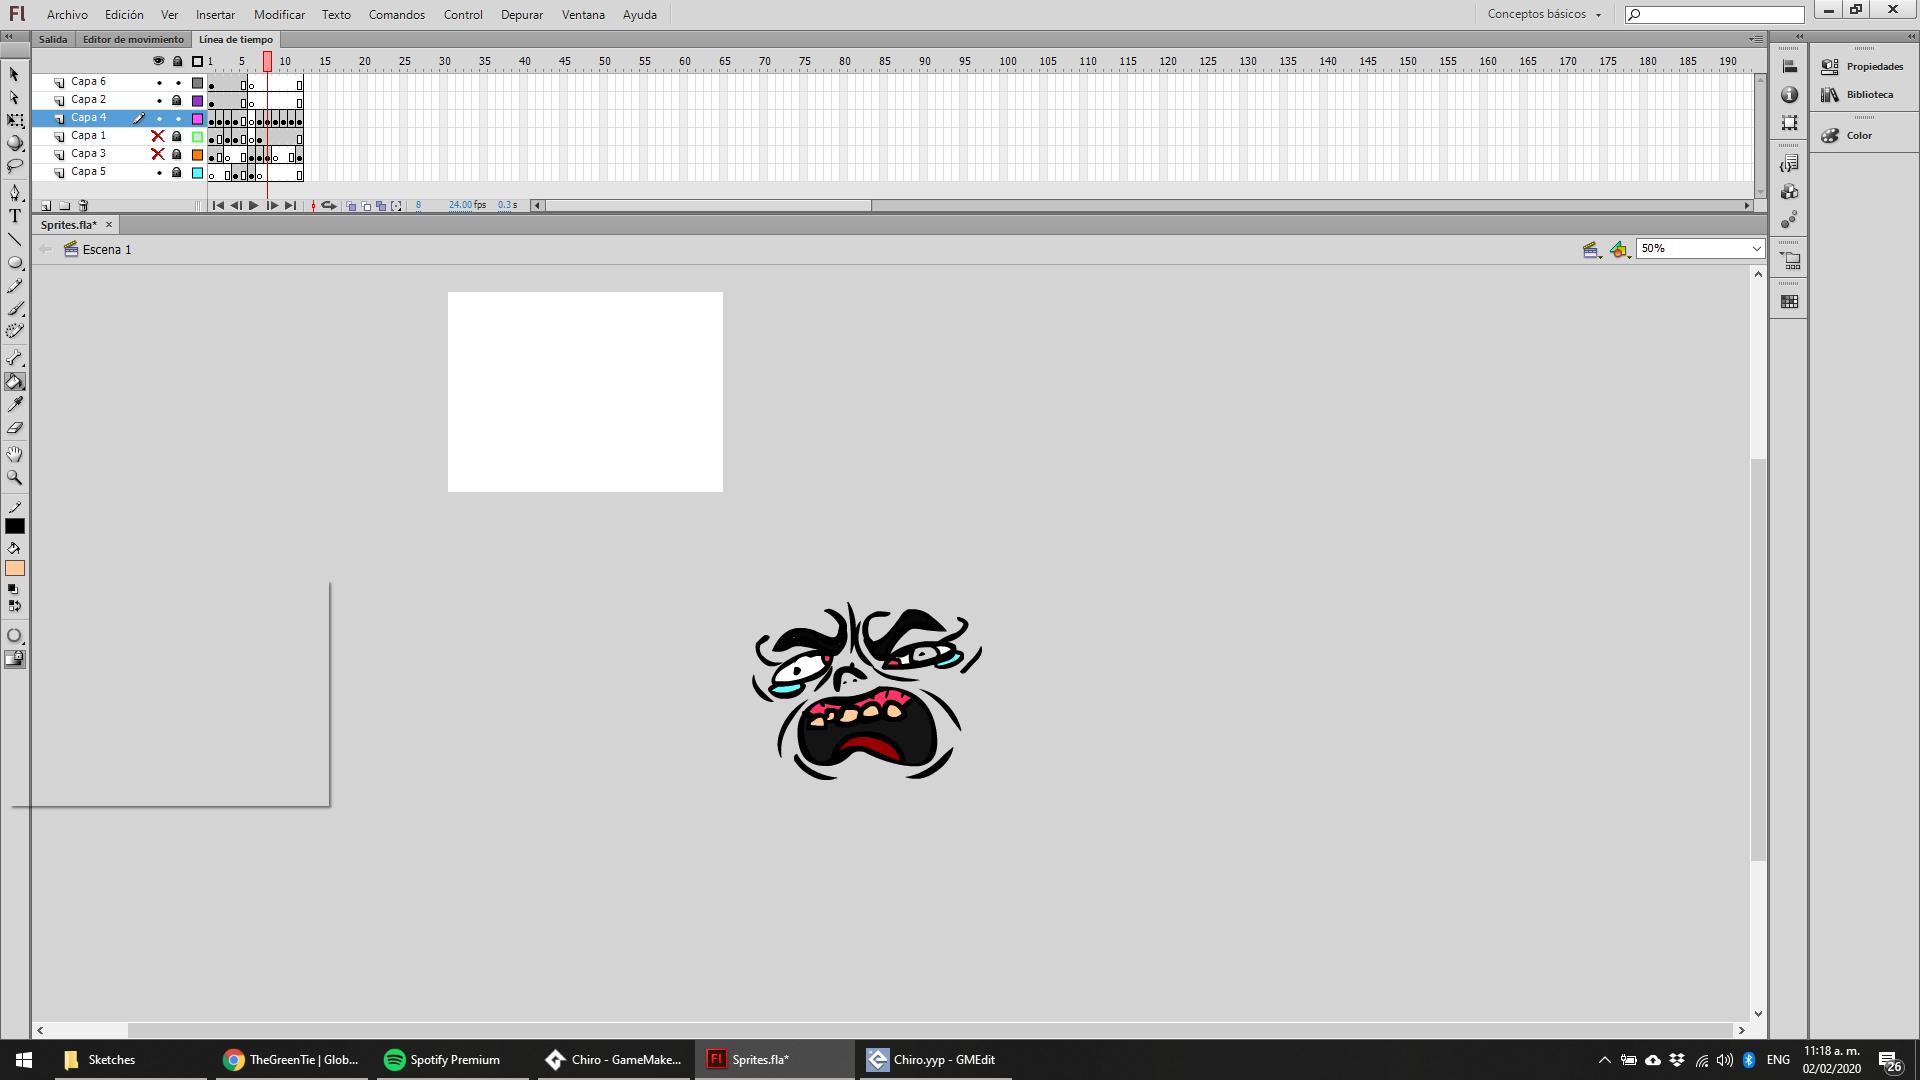 Fl Archivo Edición Ver Insertar Modificar Texto Comandos Control Depurar Ventana Ayuda Conceptos básicos
Salida Editor de movimiento Línea de tiempo
1 5 10 15 20 25 30 35 40 45 50 55 60 65 70 75 80 85 90 95 100 105 110 115 120 125 130 135 140 145 150 155 160 165 170 175 180 185 190
Capa 6
Capa 2
Capa 4
Capa 1
Capa 3
Capa 5
8 24.00 fps 0.3 s
Propiedades
Biblioteca
Color
Sprites.fla* ×
Escena 1
50%
T
Sketches TheGreenTie | Glob... Spotify Premium Chiro - GameMake... Fl Sprites.fla* Chiro.yyp - GMEdit
ENG 11:18 a. m.
02/02/2020
26